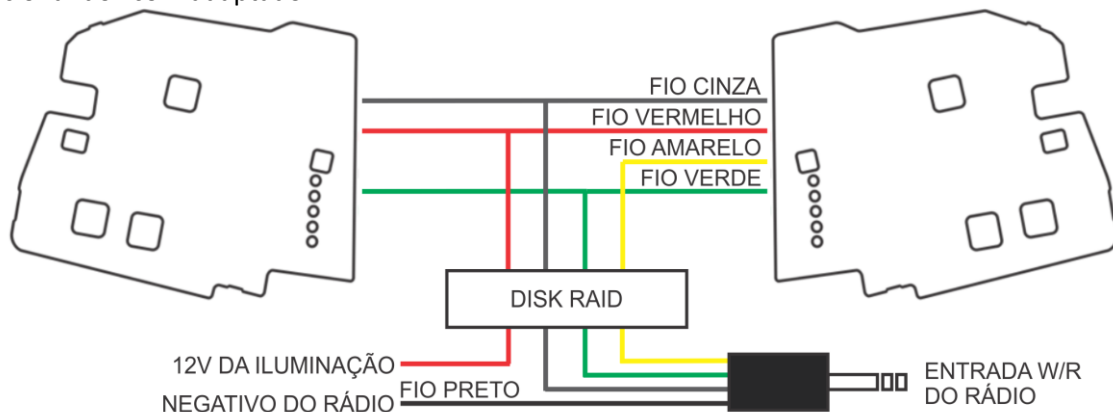 FIO CINZA
FIO VERMELHO
FIO AMARELO
FIO VERDE
DISK RAID
12V DA ILUMINAÇÃO
FIO PRETO
NEGATIVO DO RÁDIO
ENTRADA W/R
DO RÁDIO